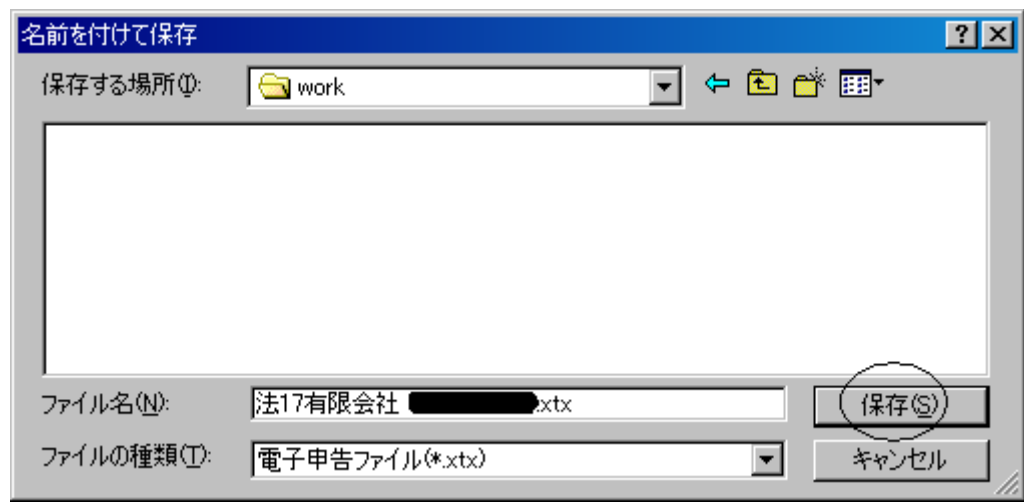 名前を付けて保存
保存する場所(I): work
ファイル名(N): 法17有限会社 .xtx 保存(S)
ファイルの種類(T): 電子申告ファイル(*.xtx) キャンセル